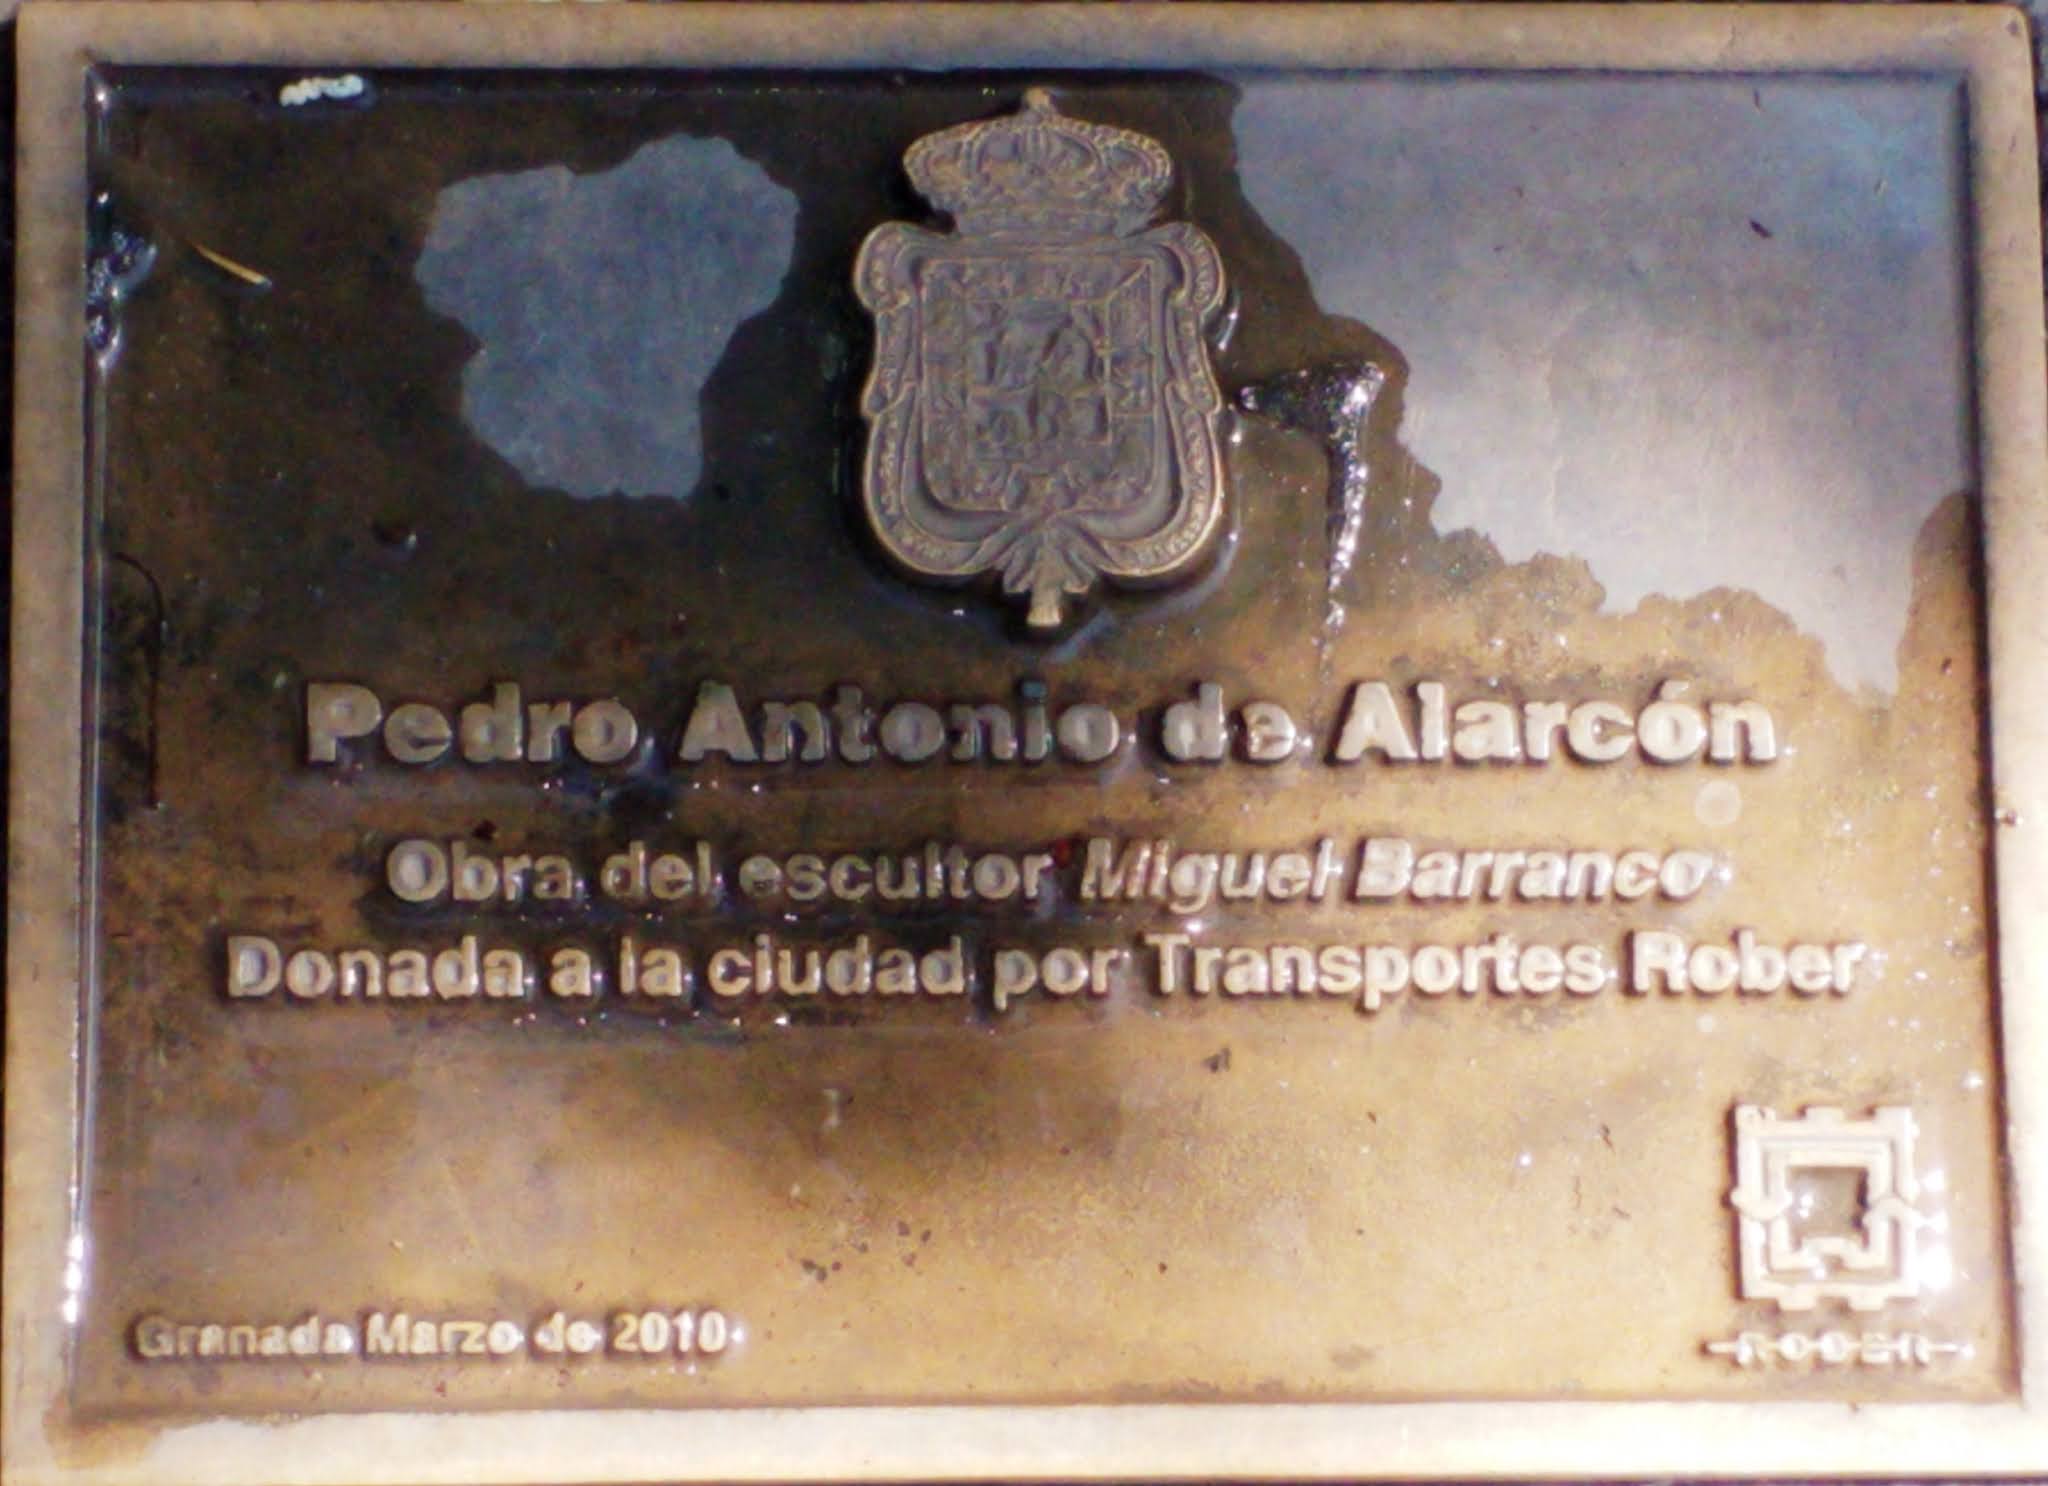 Pedro Antonio de Alarcón
Obra del escultor Miguel Barranco
Donada a la ciudad por Transportes Rober
Granada Marzo de 2010
ROBER